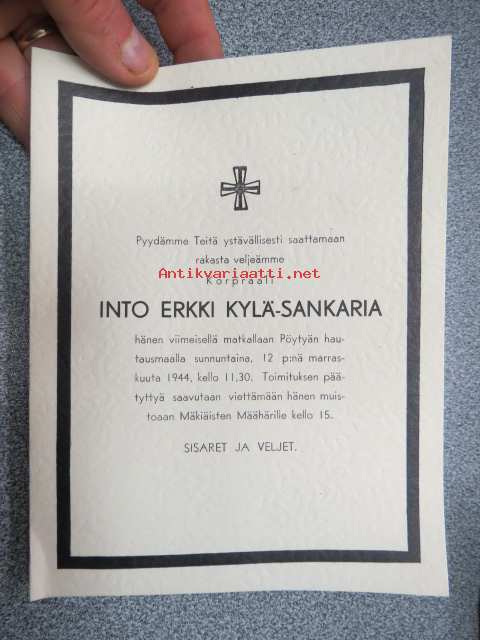 Pyydämme Teitä ystävällisesti saattamaan
rakasta veljeämme
Antikvariaatti.net
Korpraali
INTO ERKKI KYLÄ-SANKARIA
hänen viimeisellä matkallaan Pöytyän hau-
tausmaalla sunnuntaina, 12 p:nä marras-
kuuta 1944, kello 11,30. Toimituksen pää-
tyttyä saavutaan viettämään hänen muis-
toaan Mäkiäisten Määhärille kello 15.
SISARET JA VELJET.